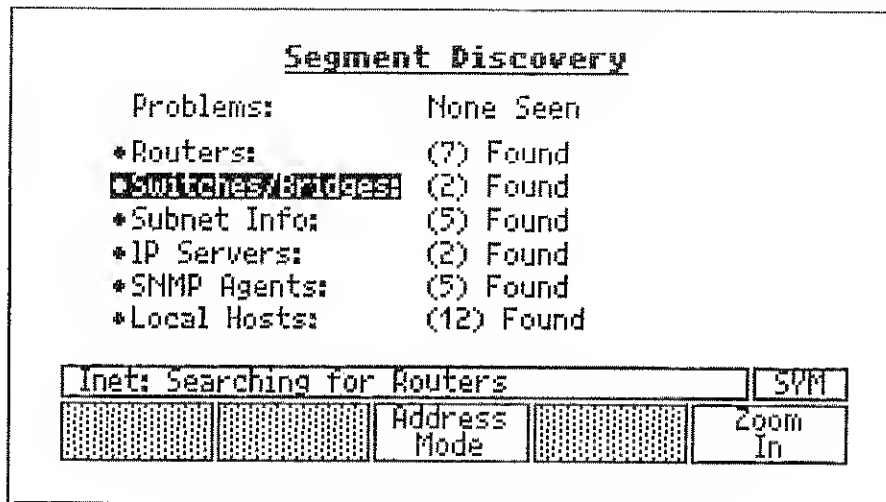 Segment Discovery
Problems: None Seen
•Routers: (7) Found
•Switches/Bridges: (2) Found
•Subnet Info: (5) Found
•IP Servers: (2) Found
•SNMP Agents: (5) Found
•Local Hosts: (12) Found
Inet: Searching for Routers SYM
Address Mode
Zoom In